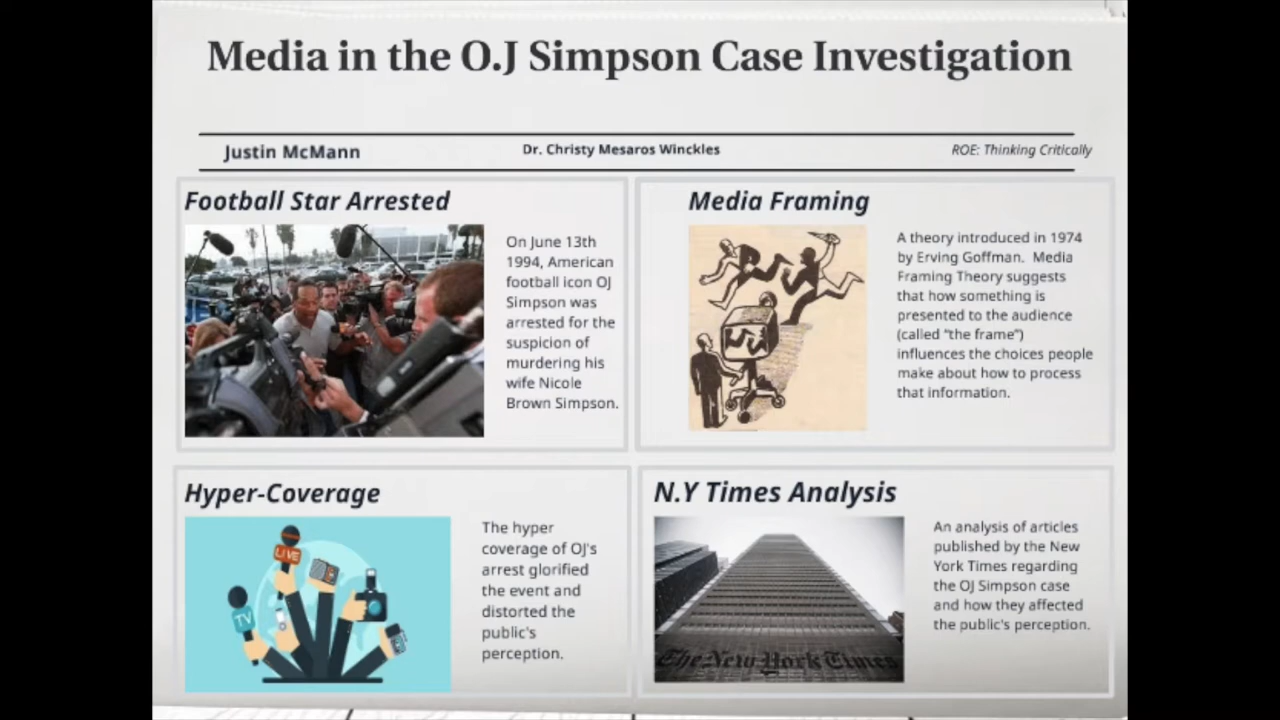 Media in the O.J Simpson Case Investigation
Justin McMann
Dr. Christy Mesaros Winckles
ROE: Thinking Critically
Football Star Arrested
On June 13th
1994, American
football icon OJ
Simpson was
arrested for the
suspicion of
murdering his
wife Nicole
Brown Simpson.
Media Framing
A theory introduced in 1974
by Erving Goffman. Media
Framing Theory suggests
that how something is
presented to the audience
(called “the frame”)
influences the choices people
make about how to process
that information.
Hyper-Coverage
LIVE
TV
The hyper
coverage of OJ's
arrest glorified
the event and
distorted the
public's
perception.
N.Y Times Analysis
The New York Times
An analysis of articles
published by the New
York Times regarding
the OJ Simpson case
and how they affected
the public's perception.